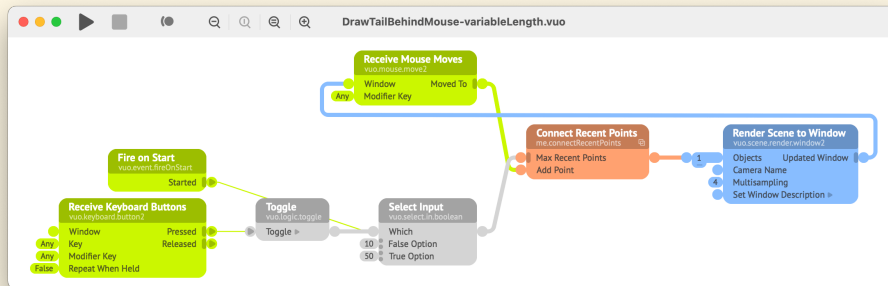 DrawTailBehindMouse-variableLength.vuo
Receive Mouse Moves
vuo.mouse.move2
Window Moved To
Any Modifier Key
Connect Recent Points
me.connectRecentPoints
Max Recent Points
Add Point
Render Scene to Window
vuo.scene.render.window2
1 Objects Updated Window
Camera Name
4 Multisampling
Set Window Description
Fire on Start
vuo.event.fireOnStart
Started
Receive Keyboard Buttons
vuo.keyboard.button2
Window Pressed
Any Key Released
Any Modifier Key
False Repeat When Held
Toggle
vuo.logic.toggle
Toggle
Select Input
vuo.select.in.boolean
Which
10 False Option
50 True Option